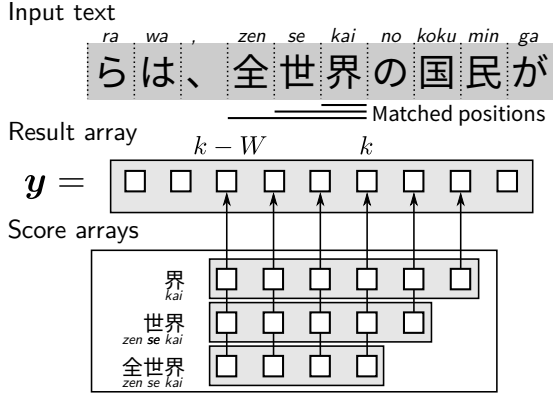 Input text
ra wa , zen se kai no koku min ga
らは、全世界の国民が
Matched positions
Result array
k − W k
y =
Score arrays
界
kai
世界
zen se kai
全世界
zen se kai